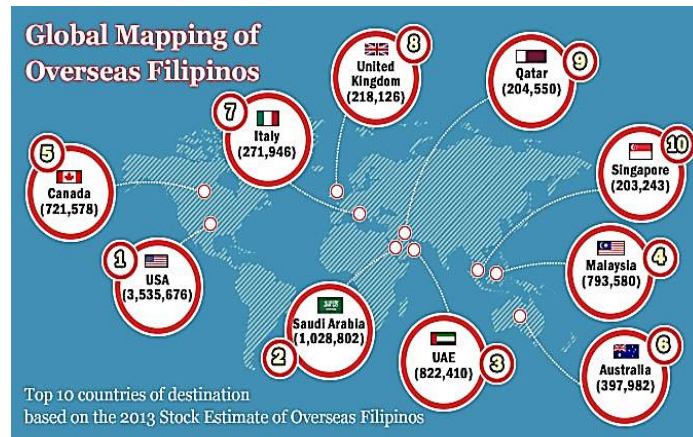 Global Mapping of
Overseas Filipinos
8
United
Kingdom
(218,126)
9
Qatar
(204,550)
7
Italy
(271,946)
10
Singapore
(203,243)
5
Canada
(721,578)
1
USA
(3,535,676)
4
Malaysia
(793,580)
Saudi Arabia
(1,028,802)
2
UAE
(822,410)
3
6
Australia
(397,982)
Top 10 countries of destination
based on the 2013 Stock Estimate of Overseas Filipinos